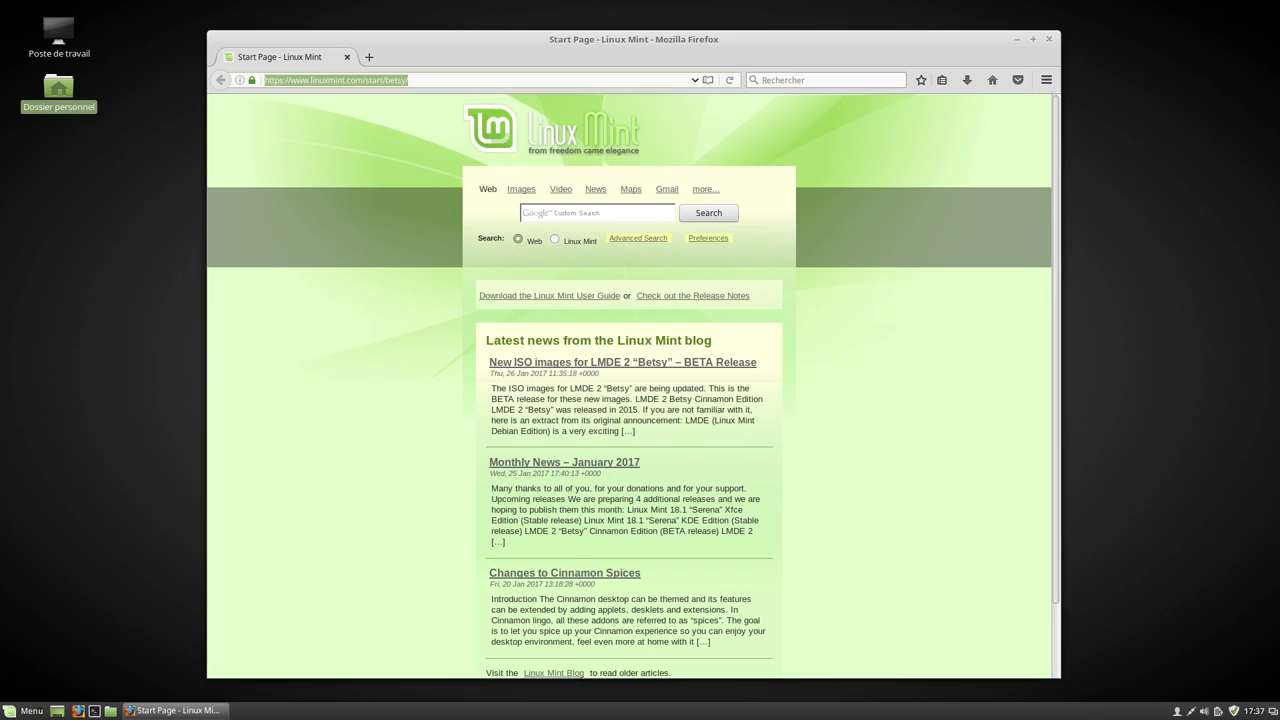 Poste de travail
Dossier personnel
Start Page - Linux Mint - Mozilla Firefox
Start Page - Linux Mint
https://www.linuxmint.com/start/betsy/
Rechercher
lm Linux Mint
from freedom came elegance
Web Images Video News Maps Gmail more...
Google™ Custom Search
Search
Search: Web Linux Mint Advanced Search Preferences
Download the Linux Mint User Guide or Check out the Release Notes
Latest news from the Linux Mint blog
New ISO images for LMDE 2 “Betsy” – BETA Release
Thu, 26 Jan 2017 11:35:18 +0000
The ISO images for LMDE 2 “Betsy” are being updated. This is the
BETA release for these new images. LMDE 2 Betsy Cinnamon Edition
LMDE 2 “Betsy” was released in 2015. If you are not familiar with it,
here is an extract from its original announcement: LMDE (Linux Mint
Debian Edition) is a very exciting […]
Monthly News – January 2017
Wed, 25 Jan 2017 17:40:13 +0000
Many thanks to all of you, for your donations and for your support.
Upcoming releases We are preparing 4 additional releases and we are
hoping to publish them this month: Linux Mint 18.1 “Serena” Xfce
Edition (Stable release) Linux Mint 18.1 “Serena” KDE Edition (Stable
release) LMDE 2 “Betsy” Cinnamon Edition (BETA release) LMDE 2
[…]
Changes to Cinnamon Spices
Fri, 20 Jan 2017 13:18:28 +0000
Introduction The Cinnamon desktop can be themed and its features
can be extended by adding applets, desklets and extensions. In
Cinnamon lingo, all these addons are referred to as “spices”. The goal
is to let you spice up your Cinnamon experience so you can enjoy your
desktop environment, feel even more at home with it […]
Visit the Linux Mint Blog to read older articles.
Menu
Start Page - Linux Mi...
17:37